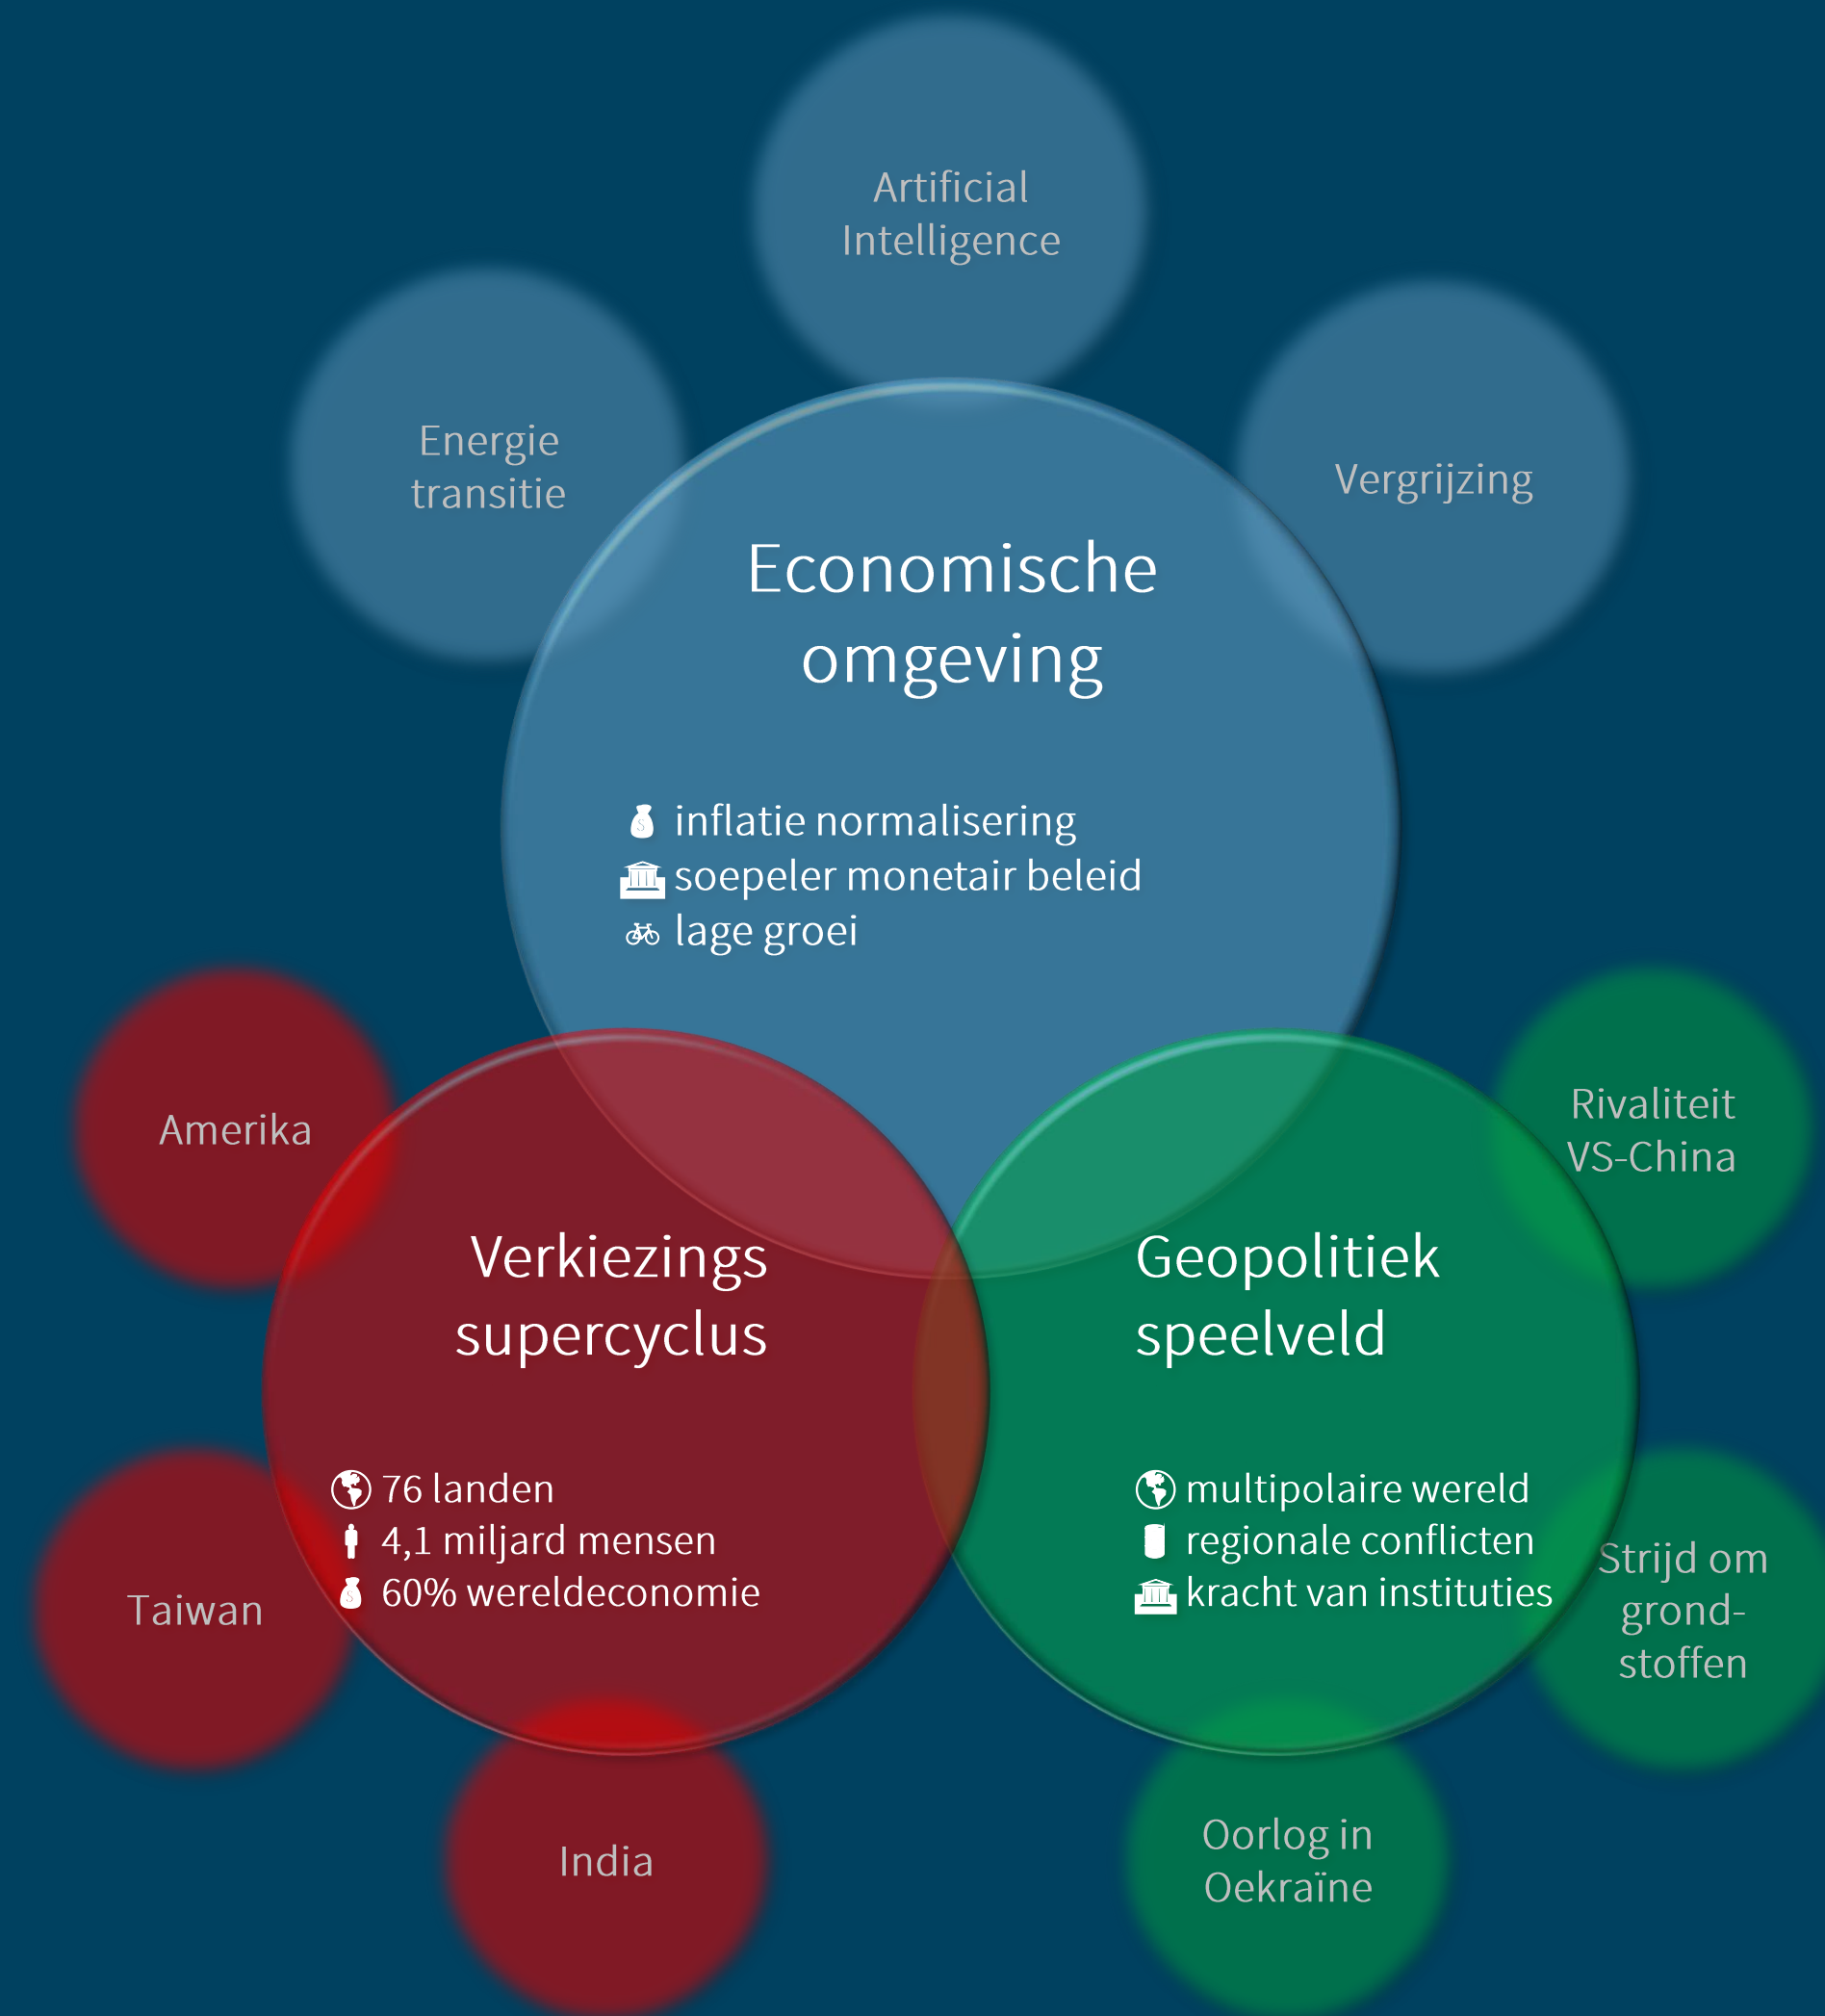 Artificial
Intelligence
Energie
transitie
Vergrijzing
Economische
omgeving
inflatie normalisering
soepeler monetair beleid
lage groei
Amerika
Rivaliteit
VS-China
Verkiezings
supercyclus
Geopolitiek
speelveld
76 landen
4,1 miljard mensen
60% wereldeconomie
multipolaire wereld
regionale conflicten
kracht van instituties
Taiwan
Strijd om
grond-
stoffen
India
Oorlog in
Oekraïne